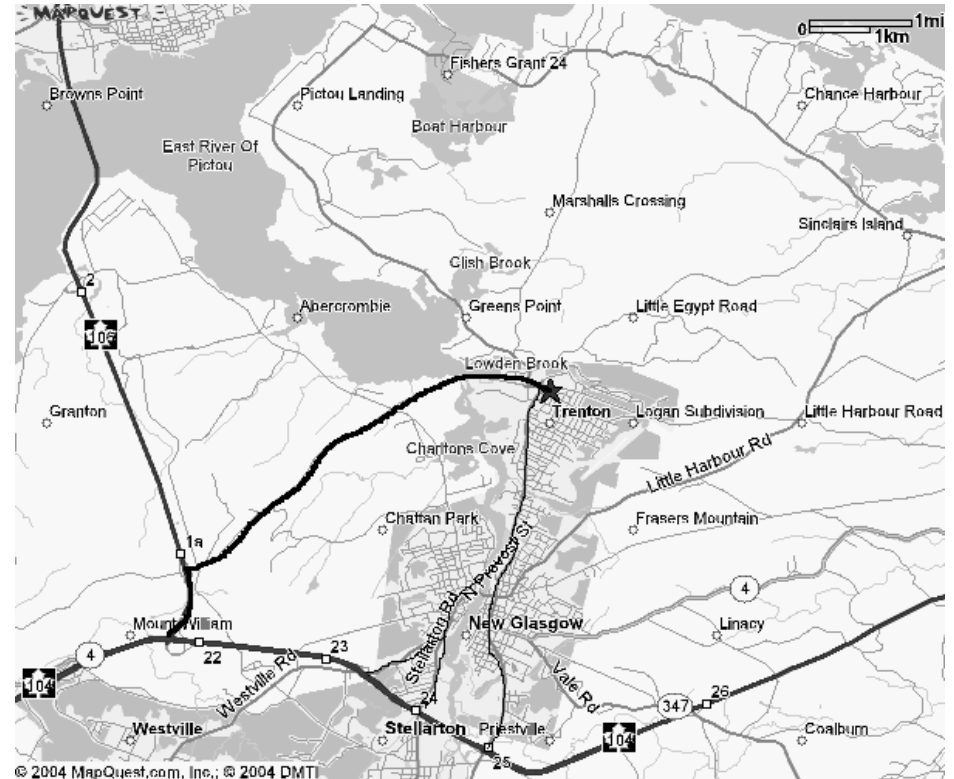 MAPQUEST
0 1mi
1km
Fishers Grant 24
Browns Point
Pictou Landing
Chance Harbour
Boat Harbour
East River Of
Pictou
Marshalls Crossing
Sinclairs Island
Glish Brook
2
Abercrombie
Greens Point
Little Egypt Road
106
Lowden Brook
Granton
Trenton
Logan Subdivision
Little Harbour Road
Charltons Cove
Little Harbour Rd
Chattan Park
Frasers Mountain
1a
N Provost St
4
Stellarton Rd
Mount William
New Glasgow
Linacy
4
22
23
Westville Rd
Vale Rd
104
24
347
26
Westville
Stellarton
Priestville
104
Coalburn
25
© 2004 MapQuest.com, Inc.; © 2004 DMTI